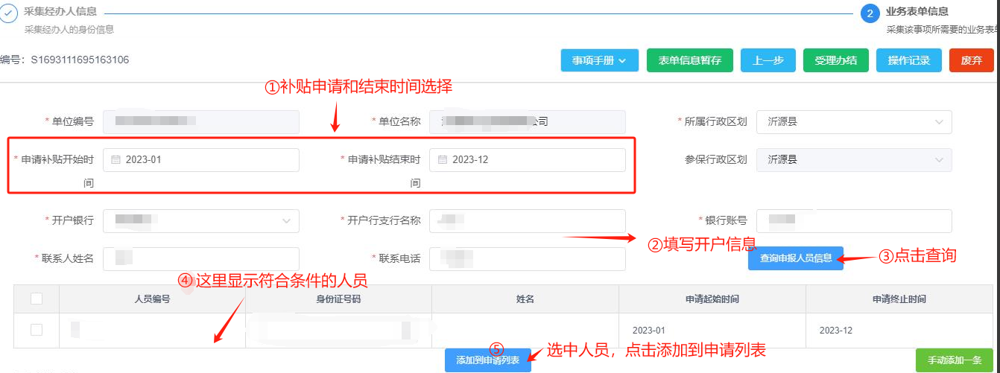 采集经办人信息
2 业务表单信息
采集经办人的身份信息
采集该事项所需要的业务表单
编号：S1693111695163106
事项手册 表单信息暂存 上一步 受理办结 操作记录 废弃
①补贴申请和结束时间选择
* 单位编号
* 单位名称 公司
* 所属行政区划 沂源县
* 申请补贴开始时间 2023-01
* 申请补贴结束时间 2023-12
参保行政区划 沂源县
* 开户银行
* 开户行支行名称
* 银行账号
②填写开户信息
* 联系人姓名
* 联系电话
查询申报人员信息
③点击查询
④这里显示符合条件的人员
人员编号 身份证号码 姓名 申请起始时间 申请终止时间
2023-01 2023-12
⑤ 选中人员，点击添加到申请列表
添加到申请列表
手动添加一条